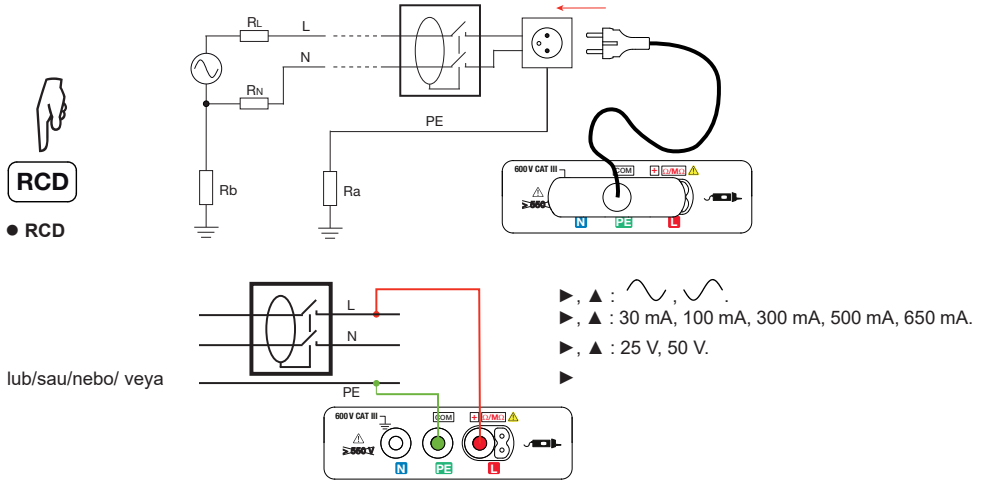 RL
L
N
RN
PE
Rb
Ra
RCD
● RCD
600 V CAT III
COM
+ Ω/MΩ
≥ 550
N
PE
L
►, ▲ : , .
►, ▲ : 30 mA, 100 mA, 300 mA, 500 mA, 650 mA.
►, ▲ : 25 V, 50 V.
►
lub/sau/nebo/ veya
L
N
PE
600 V CAT III
COM
+ Ω/MΩ
N
PE
L